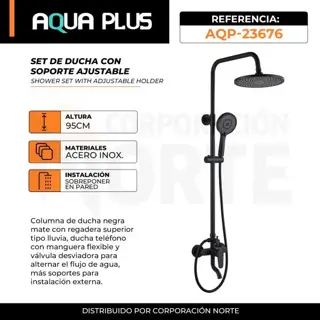 AQUA PLUS
REFERENCIA:
AQP-23676
SET DE DUCHA CON
SOPORTE AJUSTABLE
SHOWER SET WITH ADJUSTABLE HOLDER
ALTURA
95CM
MATERIALES
ACERO INOX.
INSTALACIÓN
SOBREPONER
EN PARED
CORPORACIÓN
NORTE
Columna de ducha negra
mate con regadera superior
tipo lluvia, ducha teléfono
con manguera flexible y
válvula desviadora para
alternar el flujo de agua,
más soportes para
instalación externa.
DISTRIBUIDO POR CORPORACIÓN NORTE